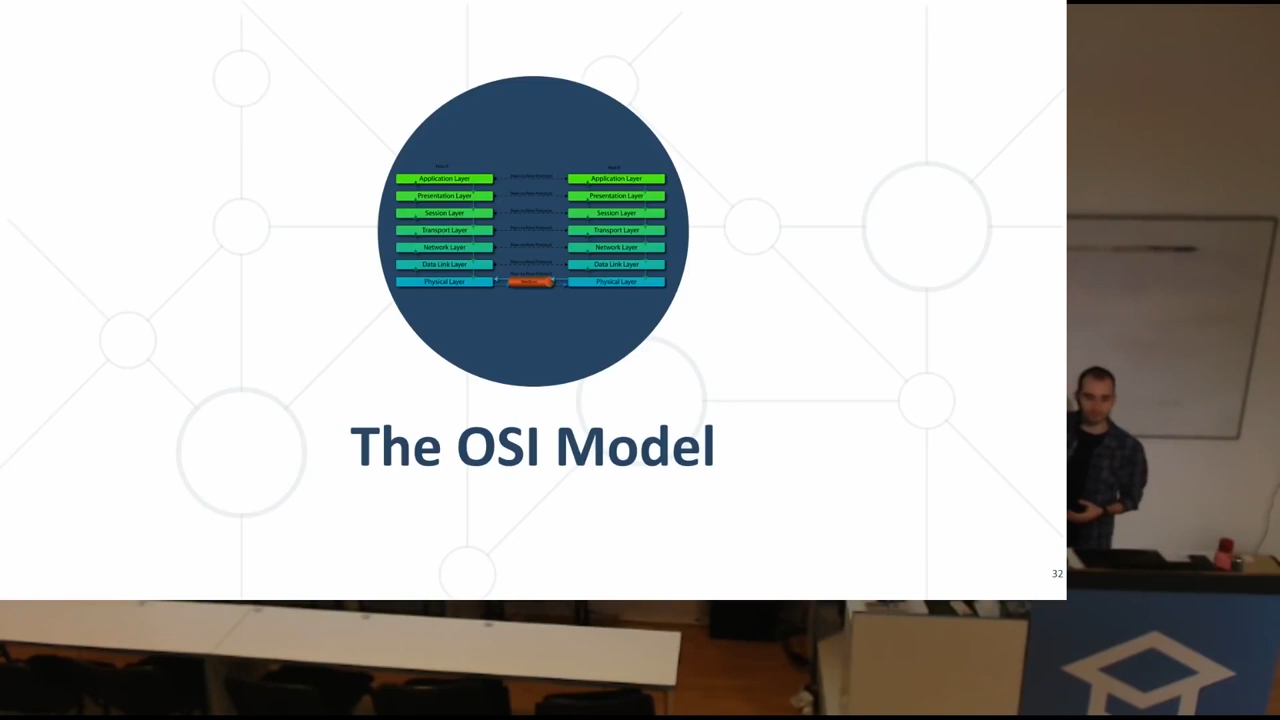 Application Layer Application Layer
Presentation Layer Presentation Layer
Session Layer Session Layer
Transport Layer Transport Layer
Network Layer Network Layer
Data Link Layer Data Link Layer
Physical Layer Physical Layer
The OSI Model
32